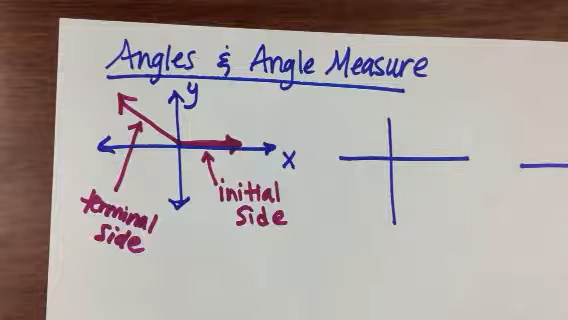 Angles & Angle Measure
y
x
terminal
side
initial
side